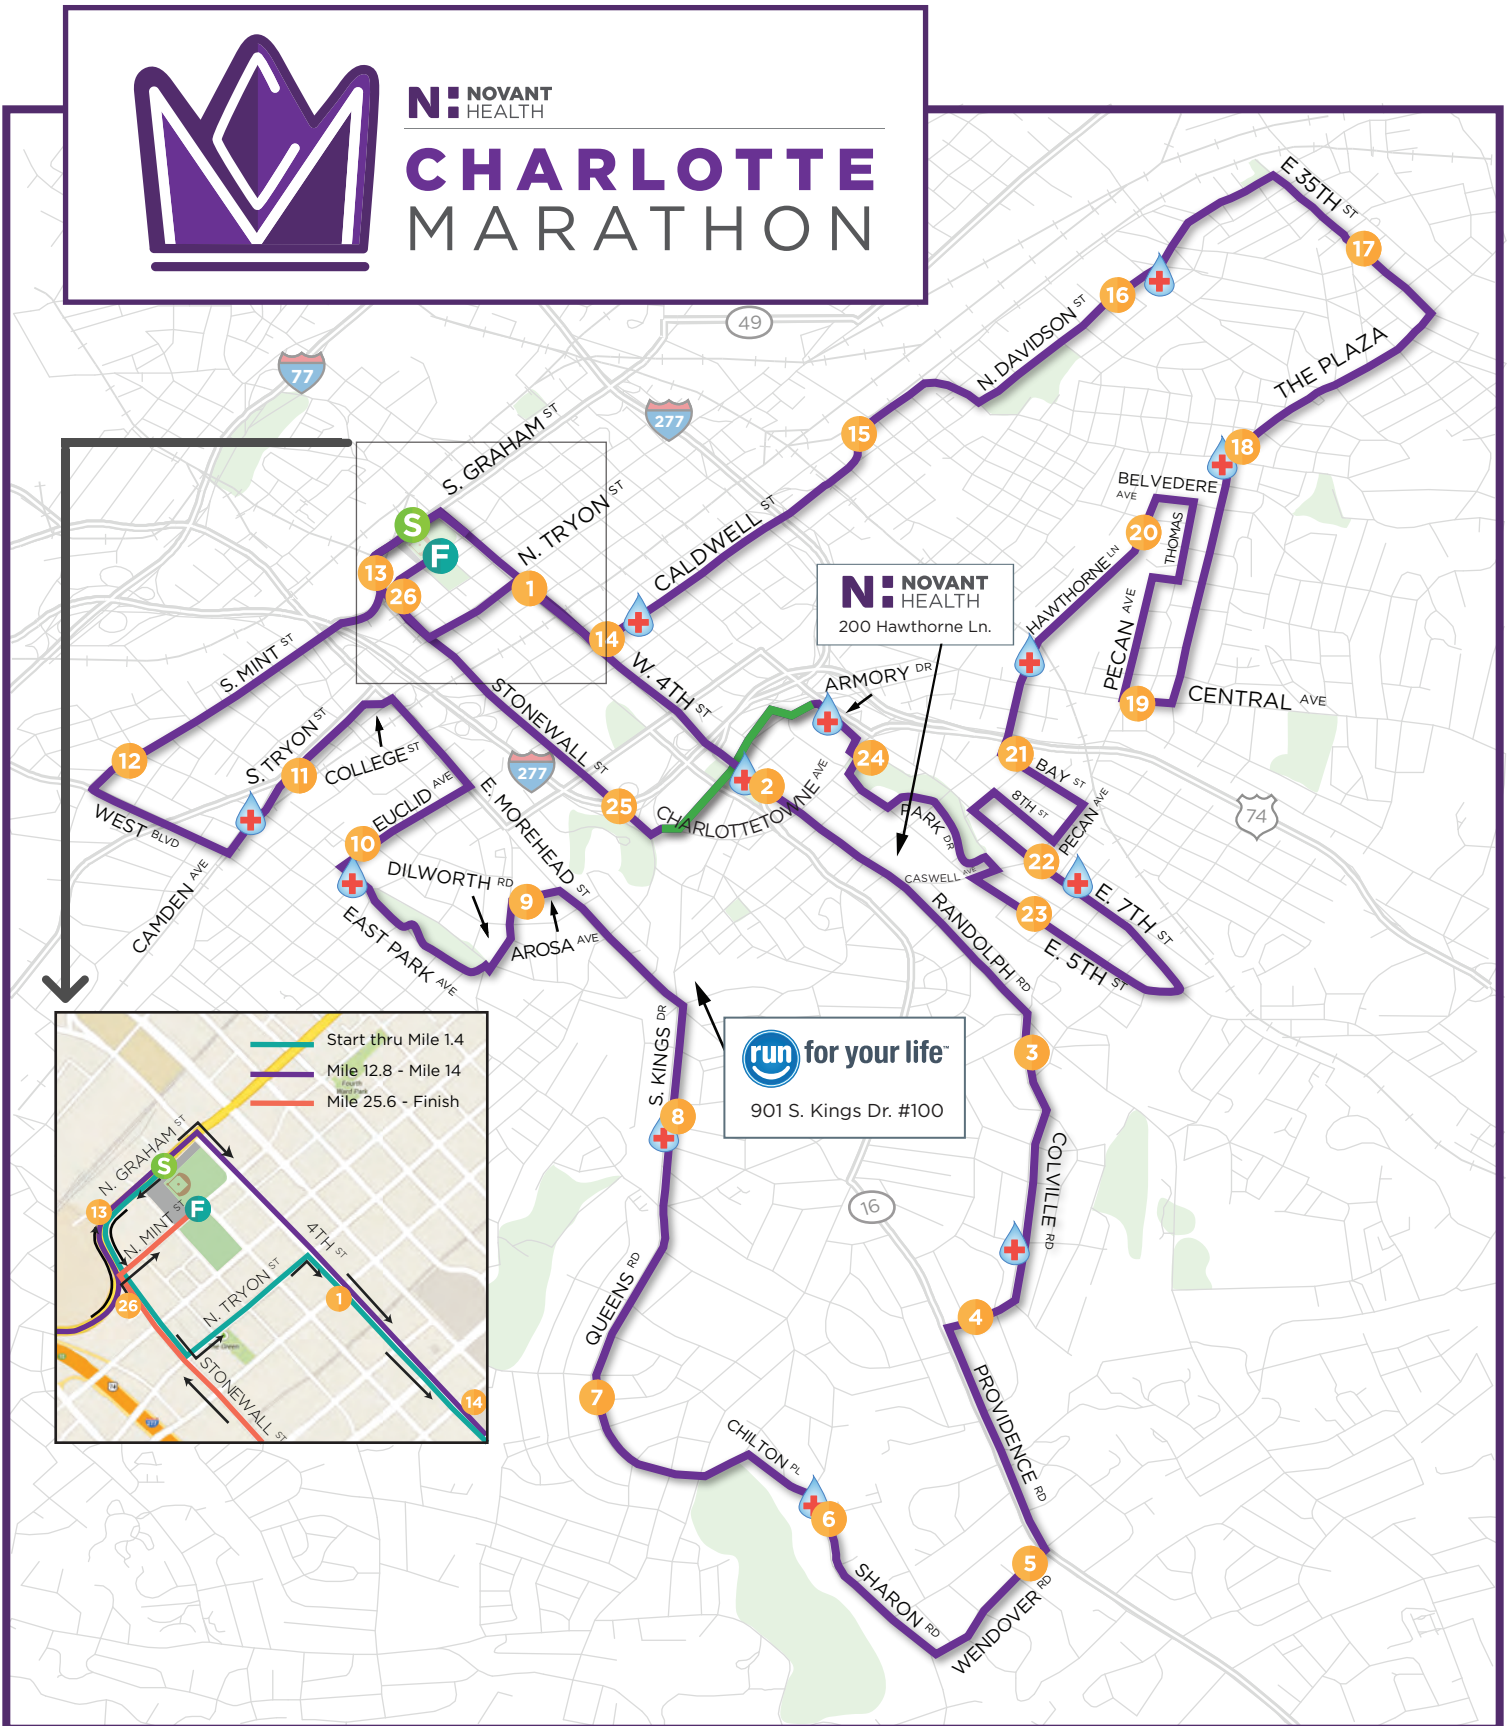 N: NOVANT
HEALTH
CHARLOTTE
MARATHON
49
77
277
E 35TH ST
17
16
N. DAVIDSON ST
THE PLAZA
S. GRAHAM ST
15
18
BELVEDERE
AVE
N. TRYON ST
S
F
13
26
1
CALDWELL ST
20
THOMAS
HAWTHORNE LN
PECAN AVE
N: NOVANT
HEALTH
200 Hawthorne Ln.
14
W. 4TH ST
S. MINT ST
ARMORY DR
19
CENTRAL AVE
STONEWALL ST
S. TRYON ST
COLLEGE ST
12
11
277
24
21
BAY ST
8TH ST
PECAN AVE
25
2
CHARLOTTETOWNE AVE
74
WEST BLVD
EUCLID AVE
E. MOREHEAD ST
10
PARK DR
22
CASWELL AVE
CAMDEN AVE
DILWORTH RD
9
AROSA AVE
EAST PARK AVE
RANDOLPH RD
23
E. 7TH ST
E. 5TH ST
S. KINGS DR
run for your life™
901 S. Kings Dr. #100
3
8
COLVILLE RD
16
QUEENS RD
4
PROVIDENCE RD
7
CHILTON PL
6
5
SHARON RD
WENDOVER RD
Start thru Mile 1.4
Mile 12.8 - Mile 14
Mile 25.6 - Finish
Fourth
Ward Park
N. GRAHAM ST
S
13
F
N. MINT ST
4TH ST
N. TRYON ST
26
1
STONEWALL ST
14